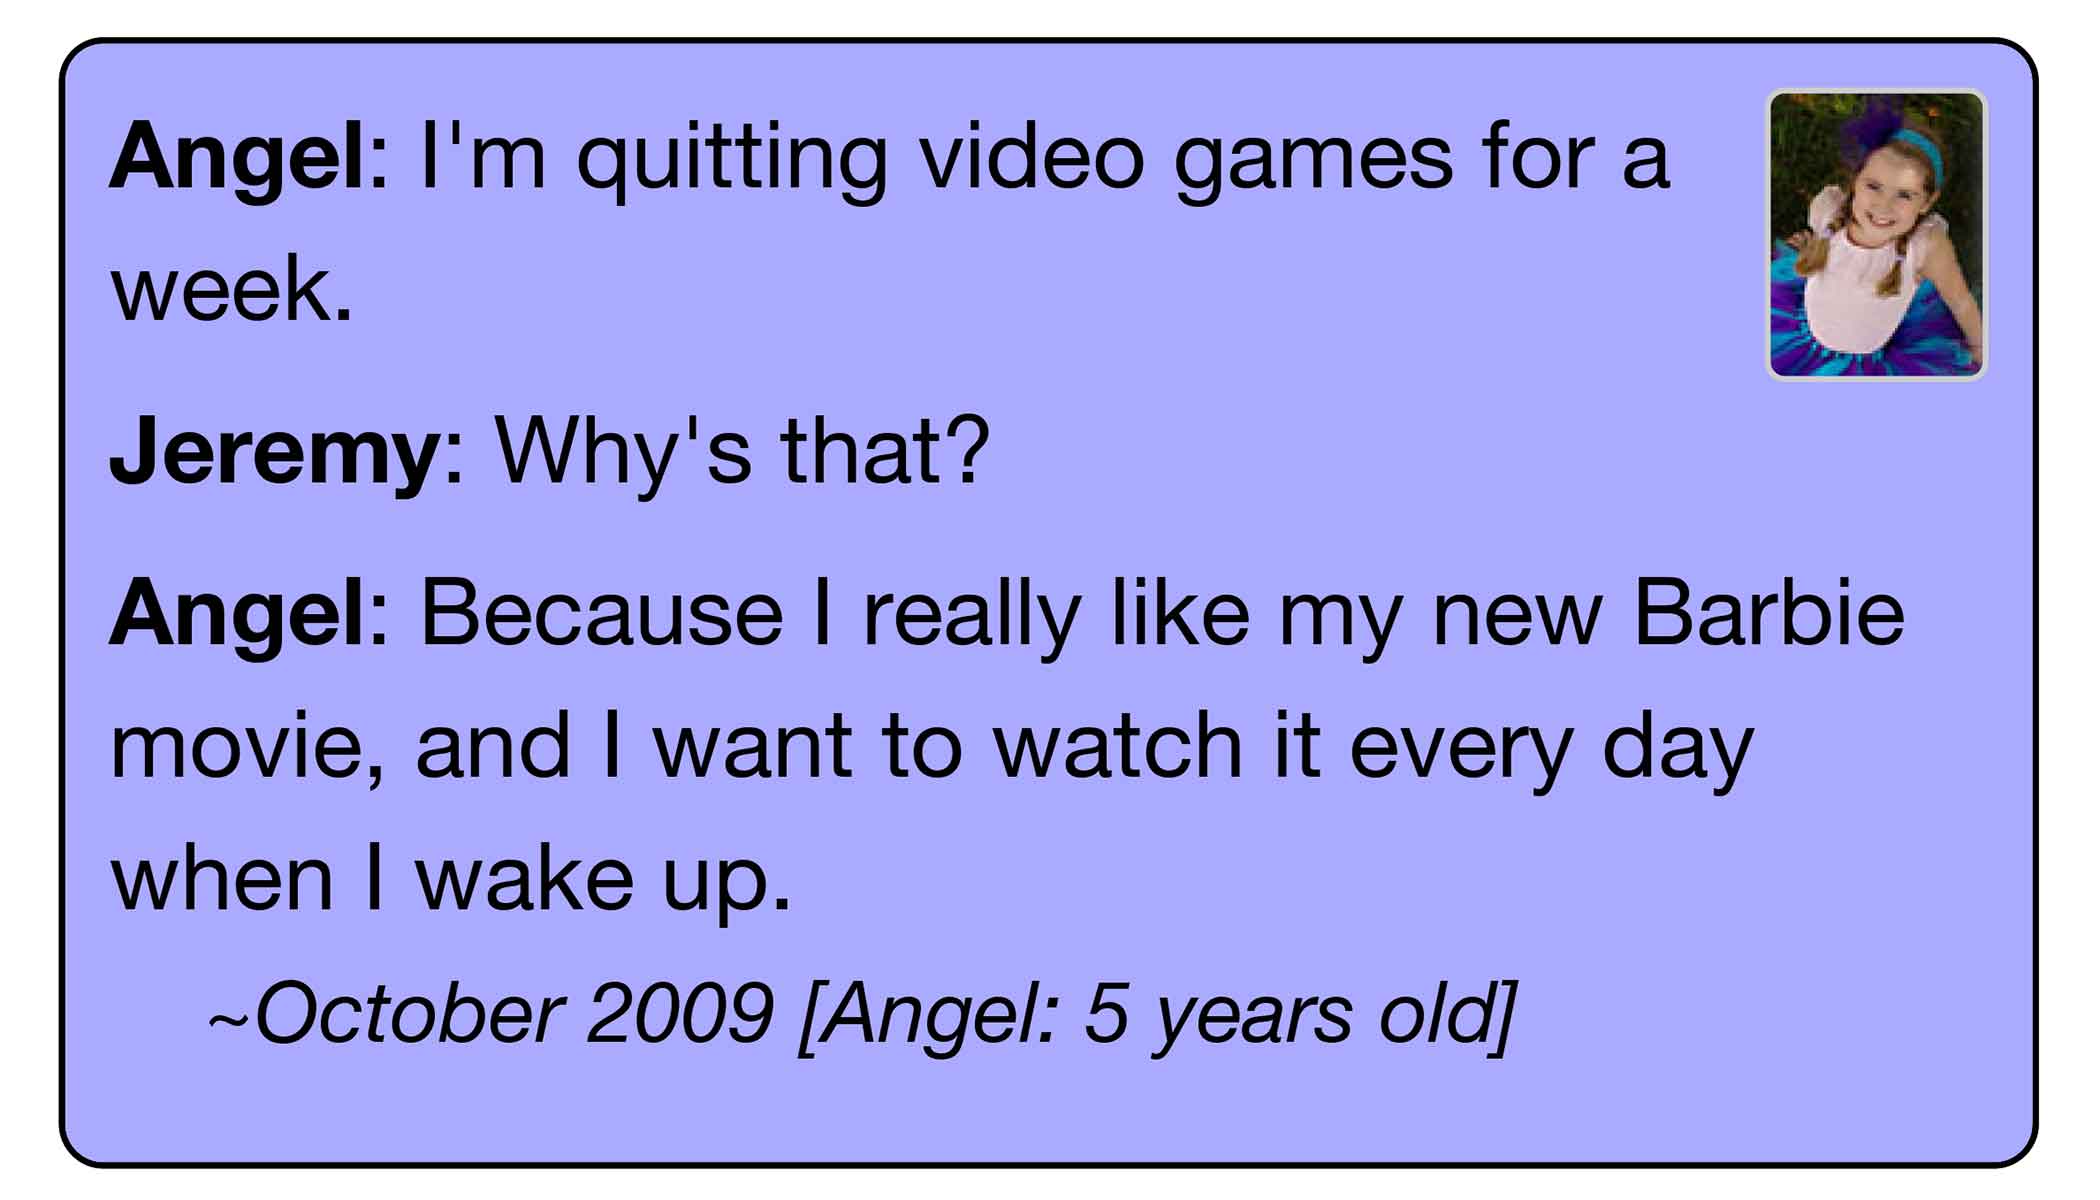 Angel: I'm quitting video games for a
week.
Jeremy: Why's that?
Angel: Because I really like my new Barbie
movie, and I want to watch it every day
when I wake up.
~October 2009 [Angel: 5 years old]